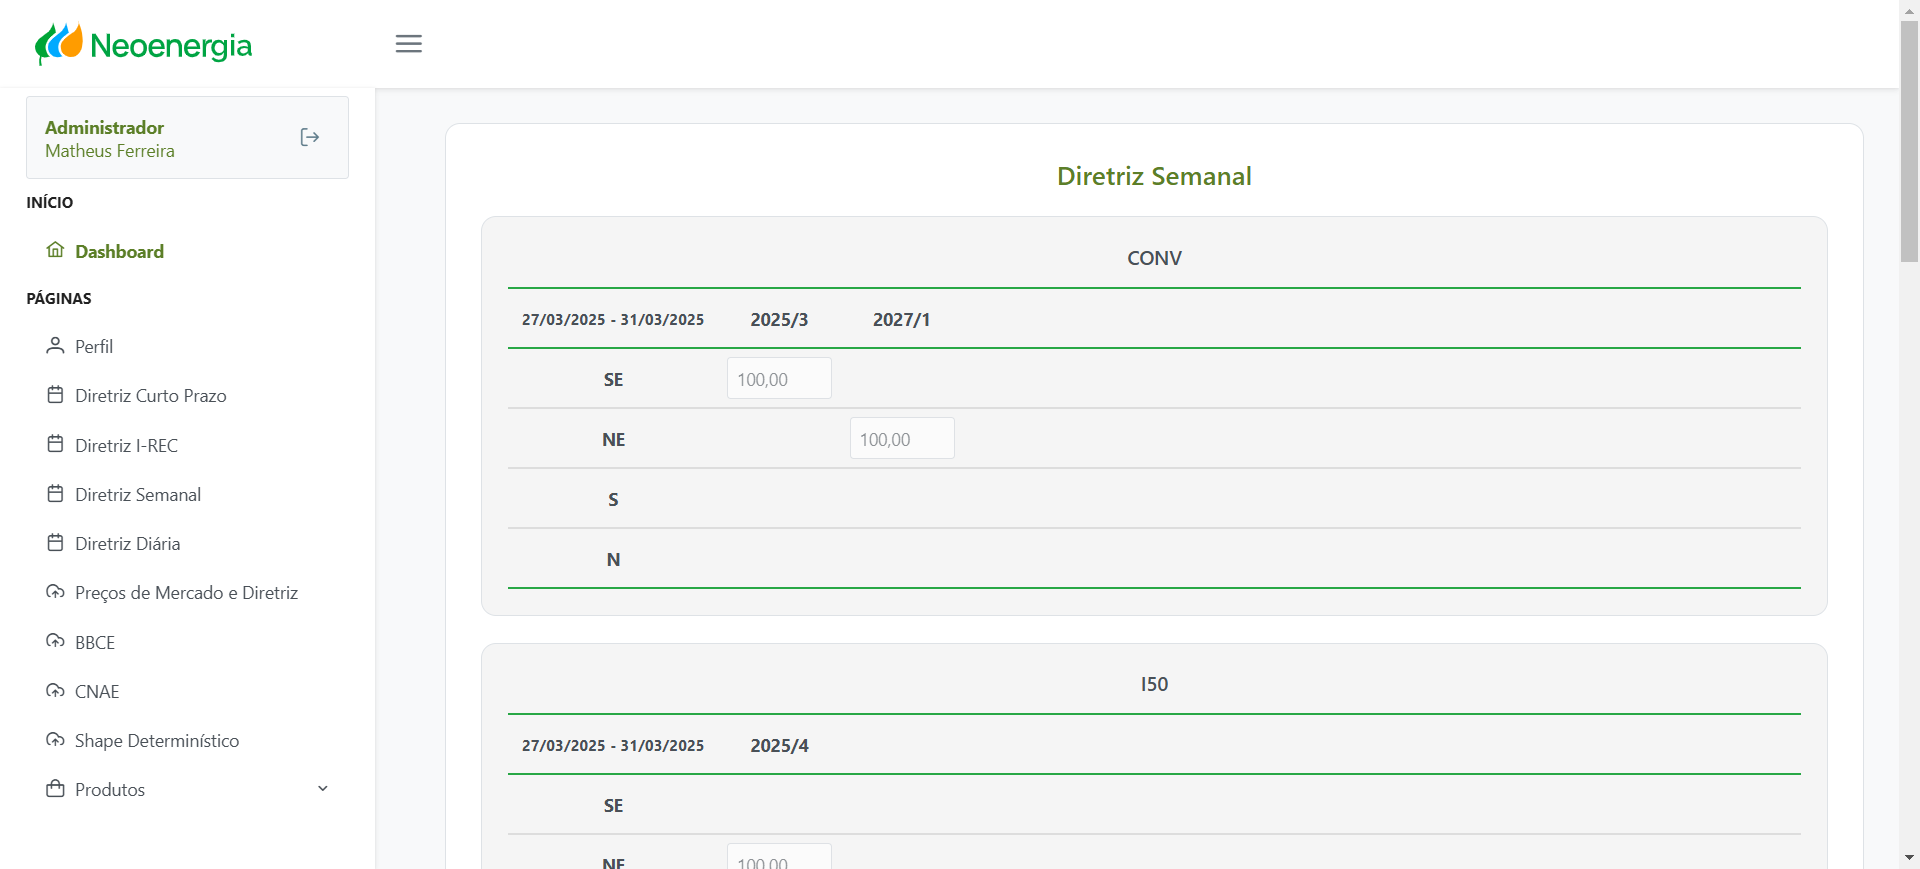 Neoenergia
Administrador
Matheus Ferreira
INÍCIO
Dashboard
PÁGINAS
Perfil
Diretriz Curto Prazo
Diretriz I-REC
Diretriz Semanal
Diretriz Diária
Preços de Mercado e Diretriz
BBCE
CNAE
Shape Determinístico
Produtos
Diretriz Semanal
CONV
27/03/2025 - 31/03/2025 2025/3 2027/1
SE 100,00
NE 100,00
S
N
I50
27/03/2025 - 31/03/2025 2025/4
SE
NE 100,00